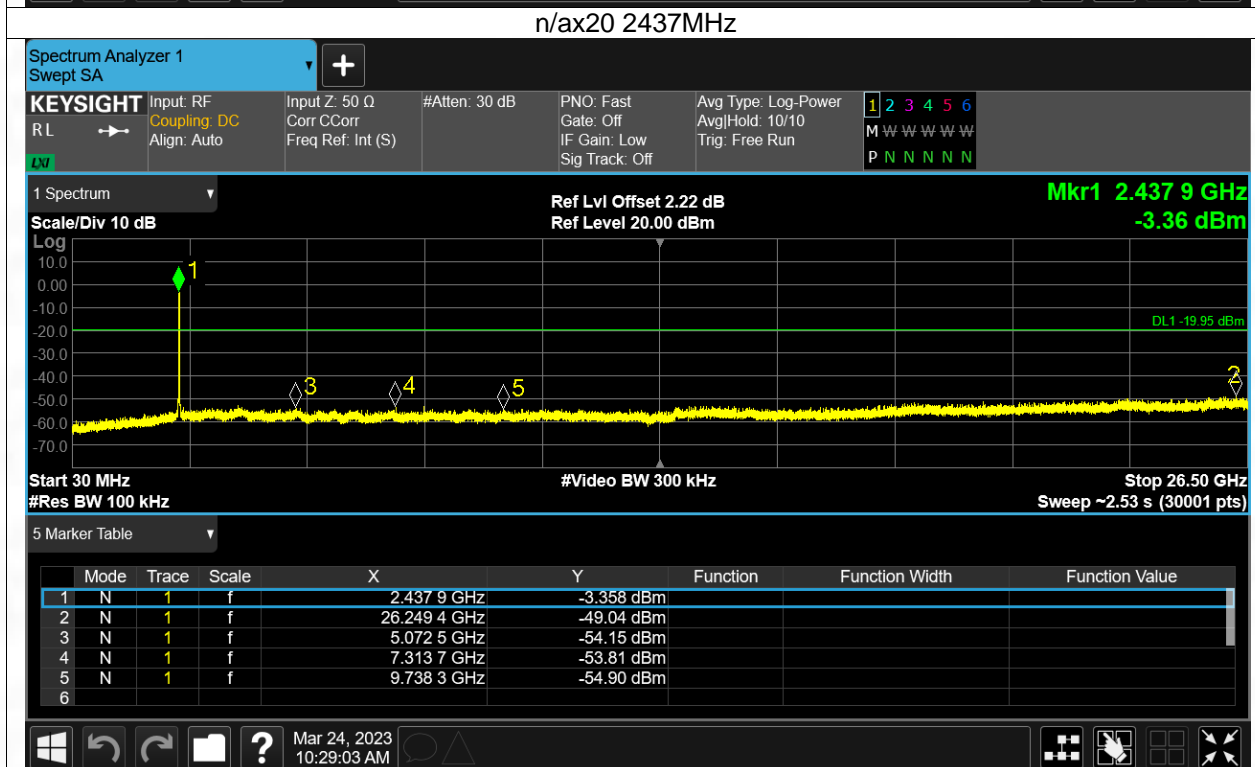 n/ax20 2437MHz
Spectrum Analyzer 1
Swept SA
+
KEYSIGHT Input: RF Input Z: 50 Ω #Atten: 30 dB PNO: Fast Avg Type: Log-Power 1 2 3 4 5 6
RL Coupling: DC Corr CCorr Gate: Off Avg|Hold: 10/10 M W W W W W
Align: Auto Freq Ref: Int (S) IF Gain: Low Trig: Free Run
LXI Sig Track: Off P N N N N N
1 Spectrum Ref Lvl Offset 2.22 dB Mkr1 2.437 9 GHz
Scale/Div 10 dB Ref Level 20.00 dBm -3.36 dBm
Log
10.0
1
0.00
-10.0
DL1 -19.95 dBm
-20.0
-30.0
-40.0 3 4 5 2
-50.0
-60.0
-70.0
Start 30 MHz #Video BW 300 kHz Stop 26.50 GHz
#Res BW 100 kHz Sweep ~2.53 s (30001 pts)
5 Marker Table
Mode Trace Scale X Y Function Function Width Function Value
1 N 1 f 2.437 9 GHz -3.358 dBm
2 N 1 f 26.249 4 GHz -49.04 dBm
3 N 1 f 5.072 5 GHz -54.15 dBm
4 N 1 f 7.313 7 GHz -53.81 dBm
5 N 1 f 9.738 3 GHz -54.90 dBm
6
? Mar 24, 2023
10:29:03 AM